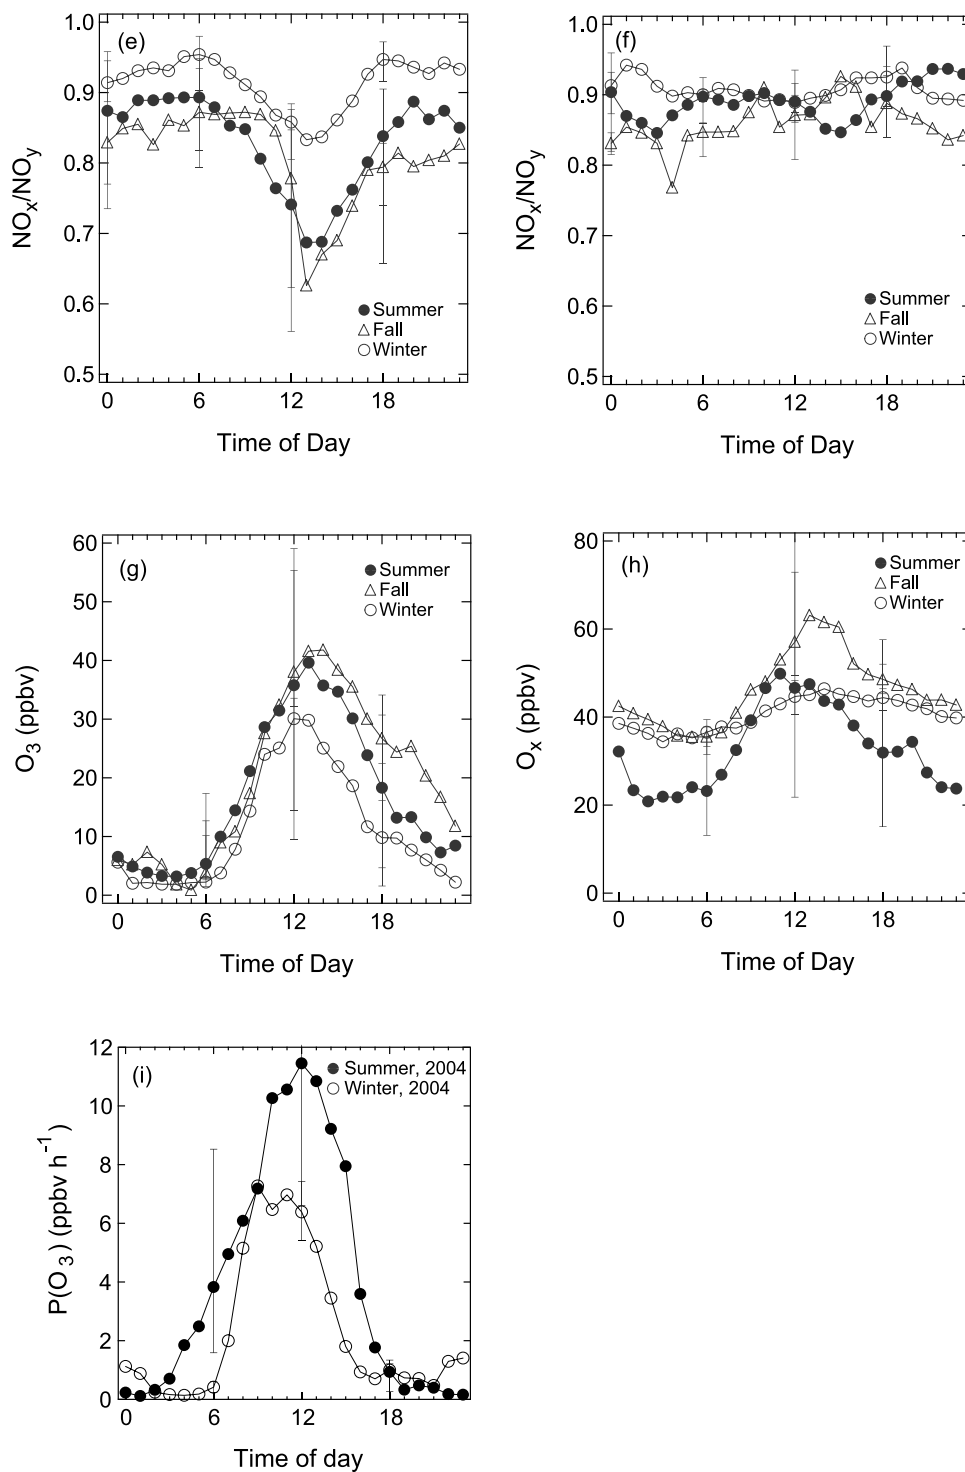 (e)
1.0
0.9
0.8
0.7
0.6
0.5
NOx/NOy
Summer
Fall
Winter
0 6 12 18
Time of Day
(f)
1.0
0.9
0.8
0.7
0.6
0.5
NOx/NOy
Summer
Fall
Winter
0 6 12 18
Time of Day
(g)
60
50
40
30
20
10
0
O3 (ppbv)
Summer
Fall
Winter
0 6 12 18
Time of Day
(h)
80
60
40
20
0
Ox (ppbv)
Summer
Fall
Winter
0 6 12 18
Time of Day
(i)
12
10
8
6
4
2
0
P(O3) (ppbv h⁻¹)
Summer, 2004
Winter, 2004
0 6 12 18
Time of day